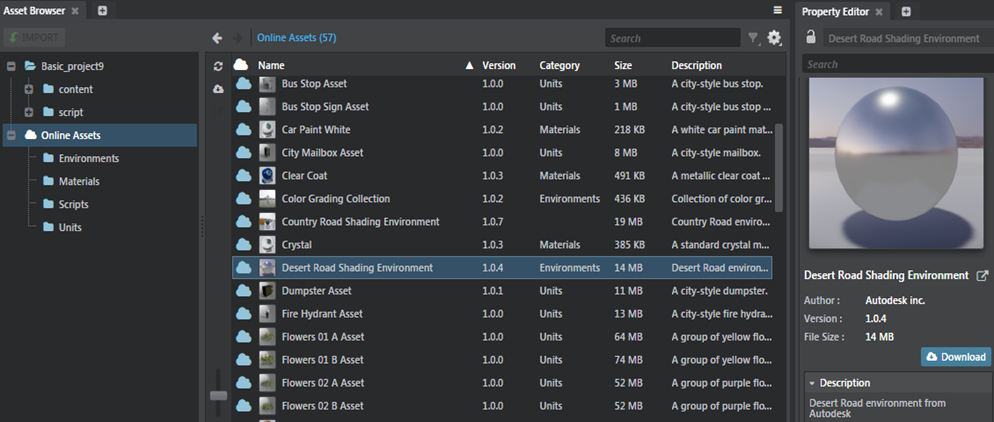 Asset Browser
IMPORT
Basic_project9
content
script
Online Assets
Environments
Materials
Scripts
Units
Online Assets (57)
Search
Name Version Category Size Description
Bus Stop Asset 1.0.0 Units 3 MB A city-style bus stop.
Bus Stop Sign Asset 1.0.0 Units 1 MB A city-style bus stop ...
Car Paint White 1.0.2 Materials 218 KB A white car paint mat...
City Mailbox Asset 1.0.3 Units 8 MB A city-style mailbox.
Clear Coat 1.0.3 Materials 491 KB A metallic clear coat ...
Color Grading Collection 1.0.2 Environments 436 KB Collection of color gr...
Country Road Shading Environment 1.0.7 19 MB Country Road enviro...
Crystal 1.0.3 Materials 385 KB A standard crystal m...
Desert Road Shading Environment 1.0.4 Environments 14 MB Desert Road environ...
Dumpster Asset 1.0.1 Units 11 MB A city-style dumpster.
Fire Hydrant Asset 1.0.0 Units 13 MB A city-style fire hydra...
Flowers 01 A Asset 1.0.0 Units 64 MB A group of yellow flo...
Flowers 01 B Asset 1.0.0 Units 74 MB A group of yellow flo...
Flowers 02 A Asset 1.0.0 Units 52 MB A group of purple flo...
Flowers 02 B Asset 1.0.0 Units 52 MB A group of purple flo...
Property Editor
Desert Road Shading Environment
Search
Desert Road Shading Environment
Author : Autodesk inc.
Version : 1.0.4
File Size : 14 MB
Download
Description
Desert Road environment from
Autodesk